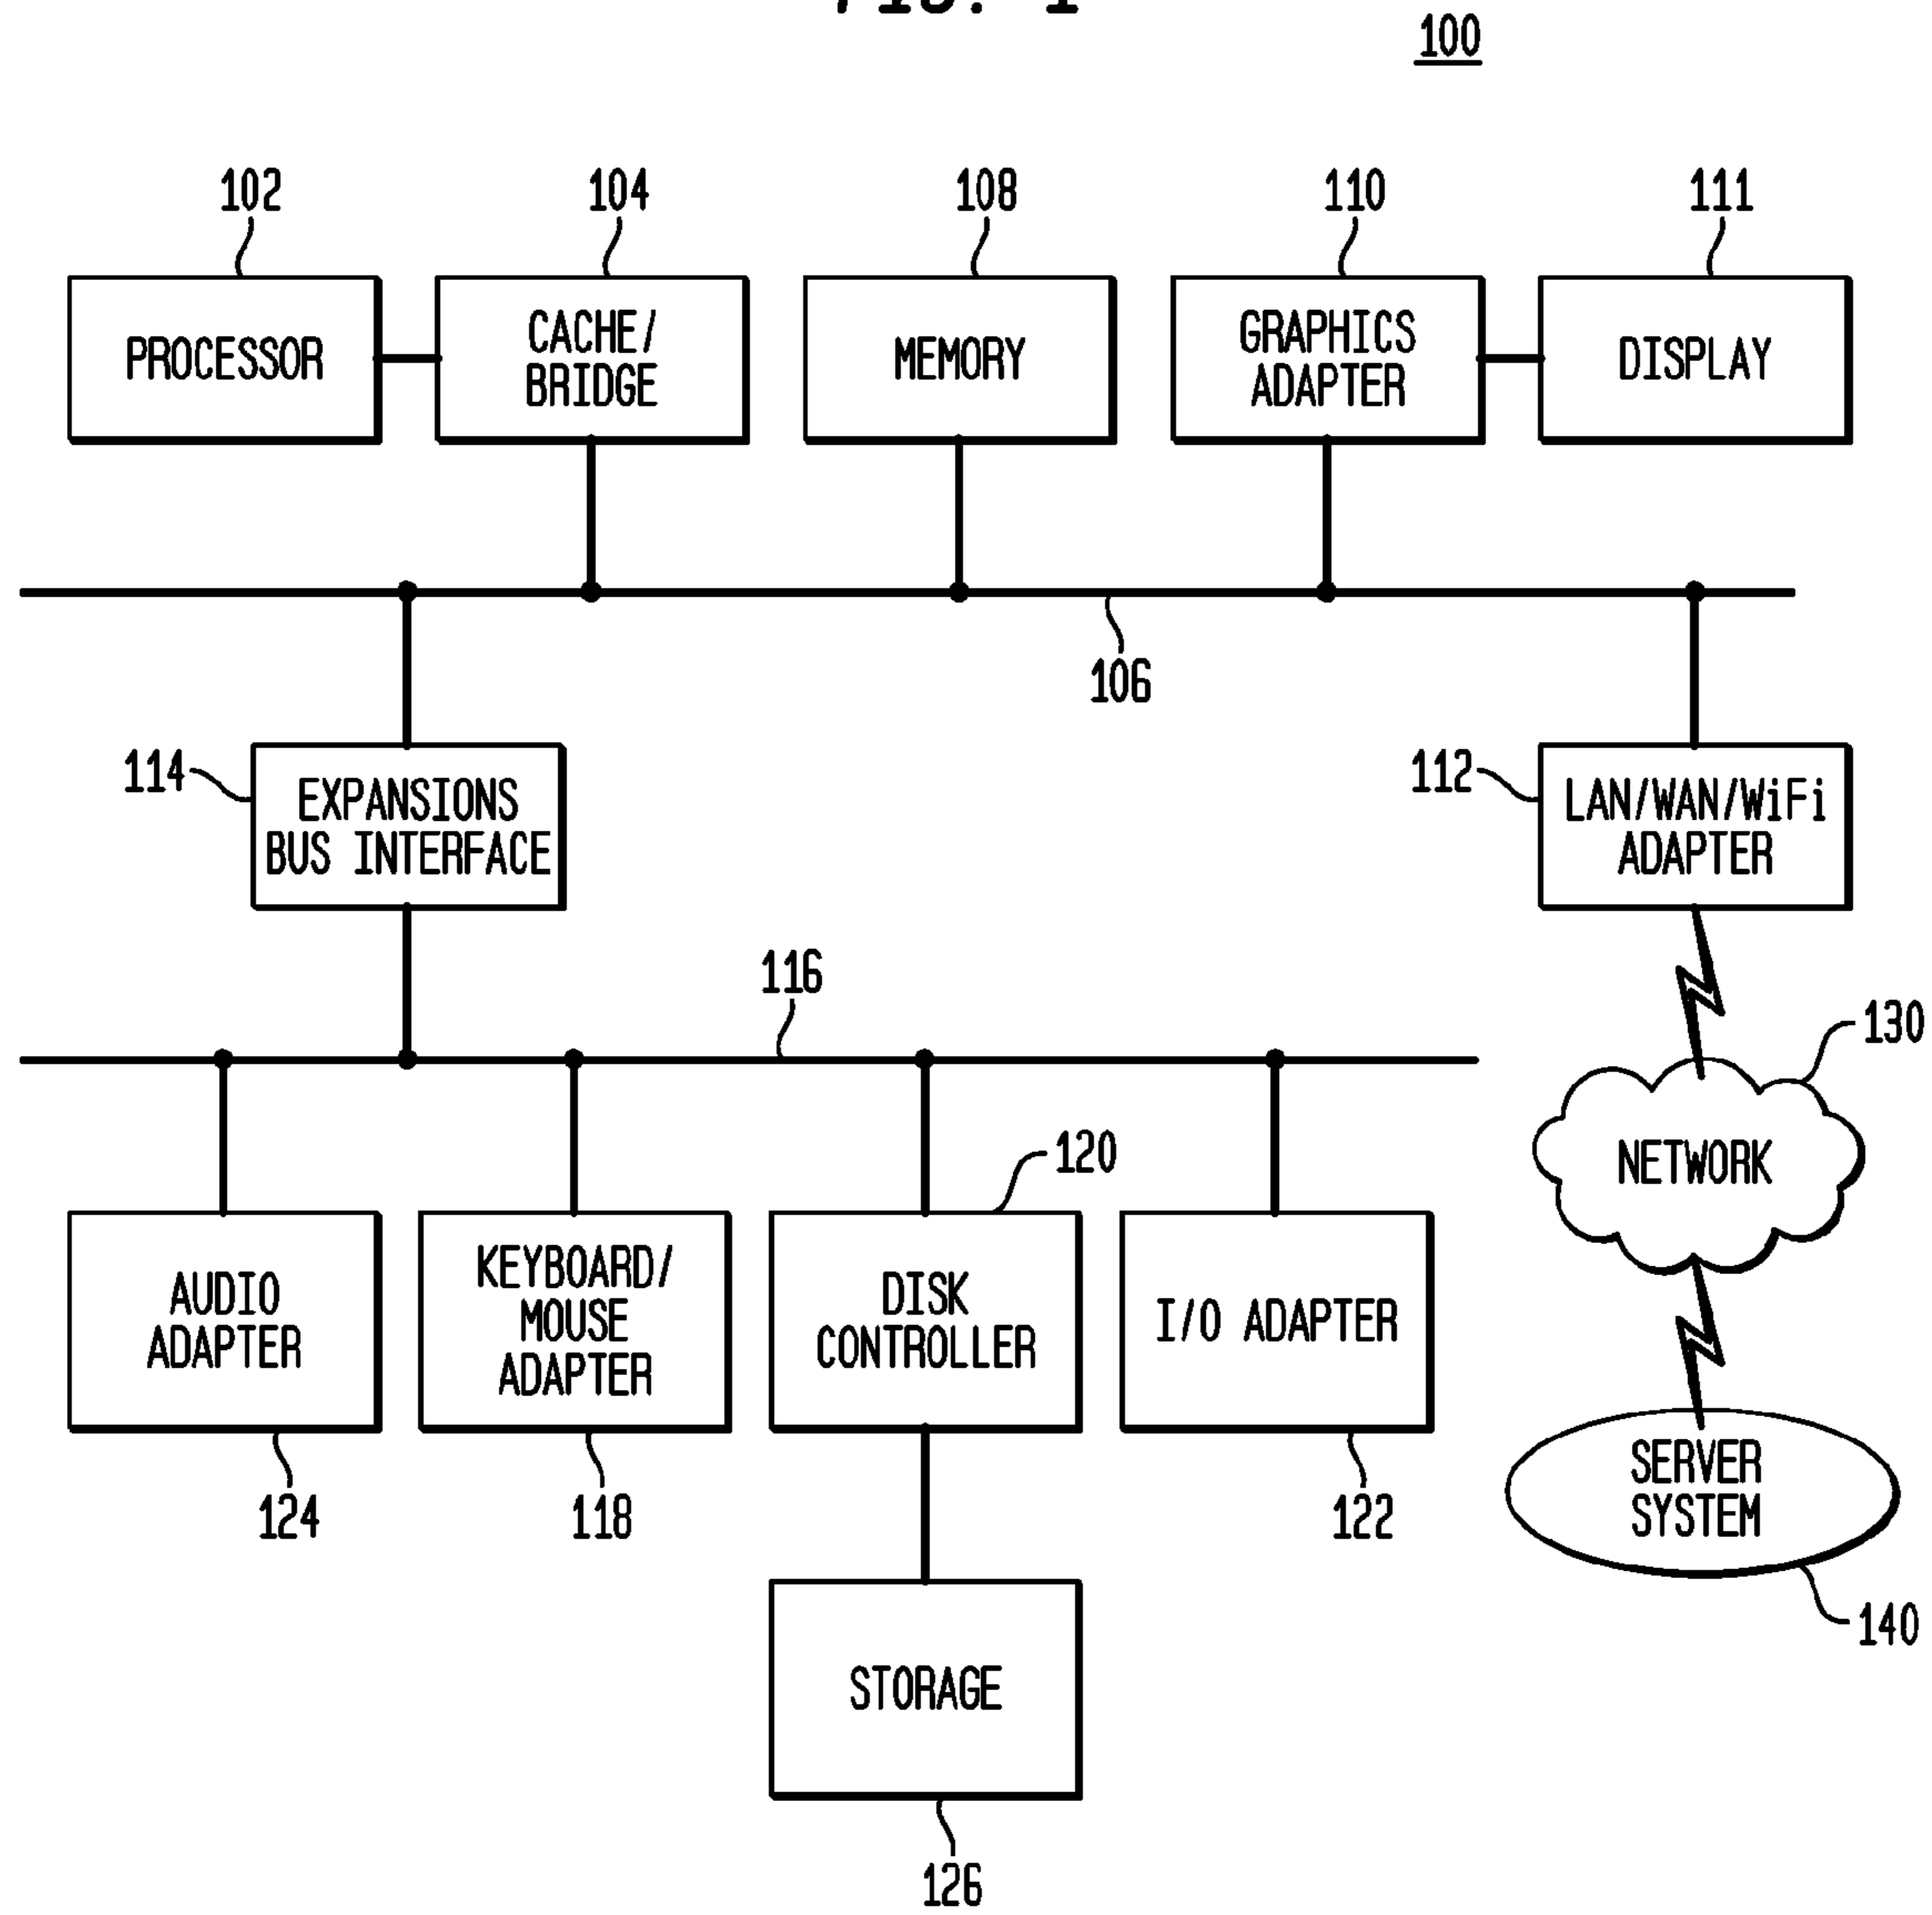 FIG. 1
100
102
104
108
110
111
PROCESSOR
CACHE/
BRIDGE
MEMORY
GRAPHICS
ADAPTER
DISPLAY
106
114
EXPANSIONS
BUS INTERFACE
112
LAN/WAN/WiFi
ADAPTER
116
130
NETWORK
120
AUDIO
ADAPTER
KEYBOARD/
MOUSE
ADAPTER
DISK
CONTROLLER
I/O ADAPTER
124
118
122
SERVER
SYSTEM
140
STORAGE
126